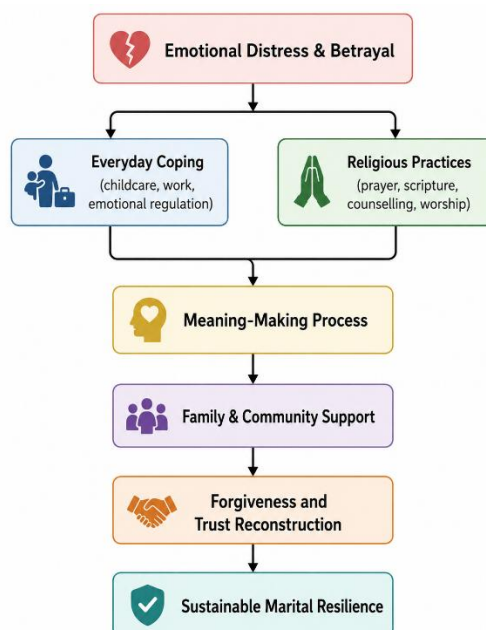 Emotional Distress & Betrayal
Everyday Coping
(childcare, work,
emotional regulation)
Religious Practices
(prayer, scripture,
counselling, worship)
Meaning-Making Process
Family & Community Support
Forgiveness and
Trust Reconstruction
Sustainable Marital Resilience